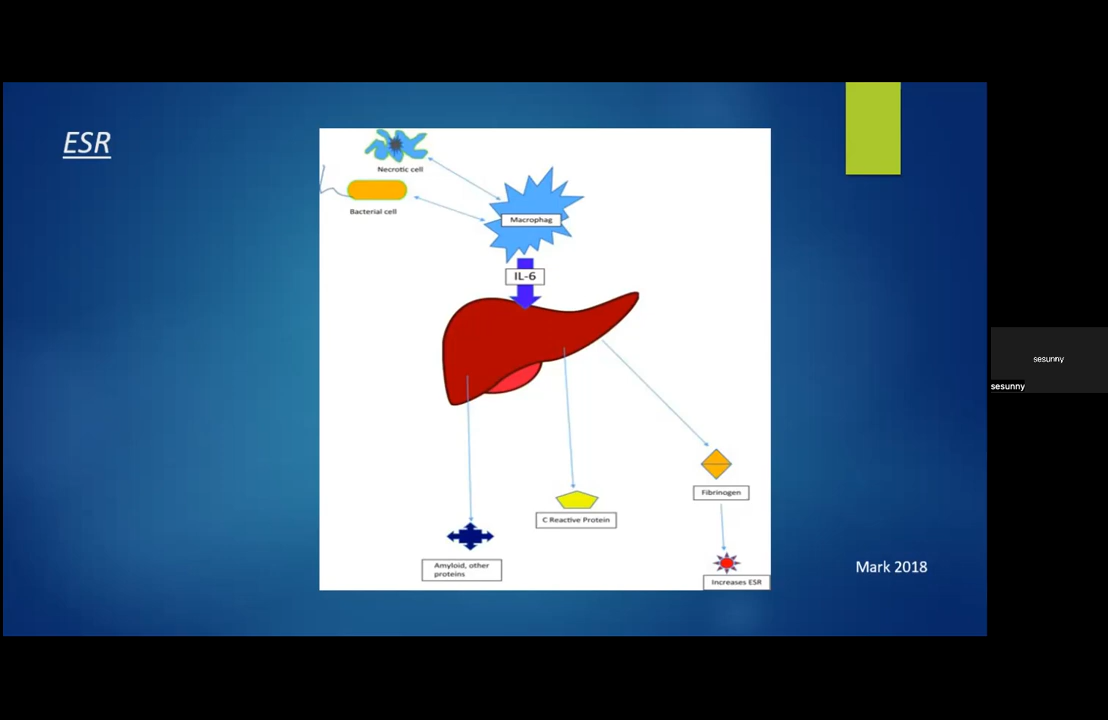 ESR
Necrotic cell
Bacterial cell
Macrophag
IL-6
Fibrinogen
C Reactive Protein
Amyloid, other
proteins
Increases ESR
Mark 2018
sesunny
sesunny